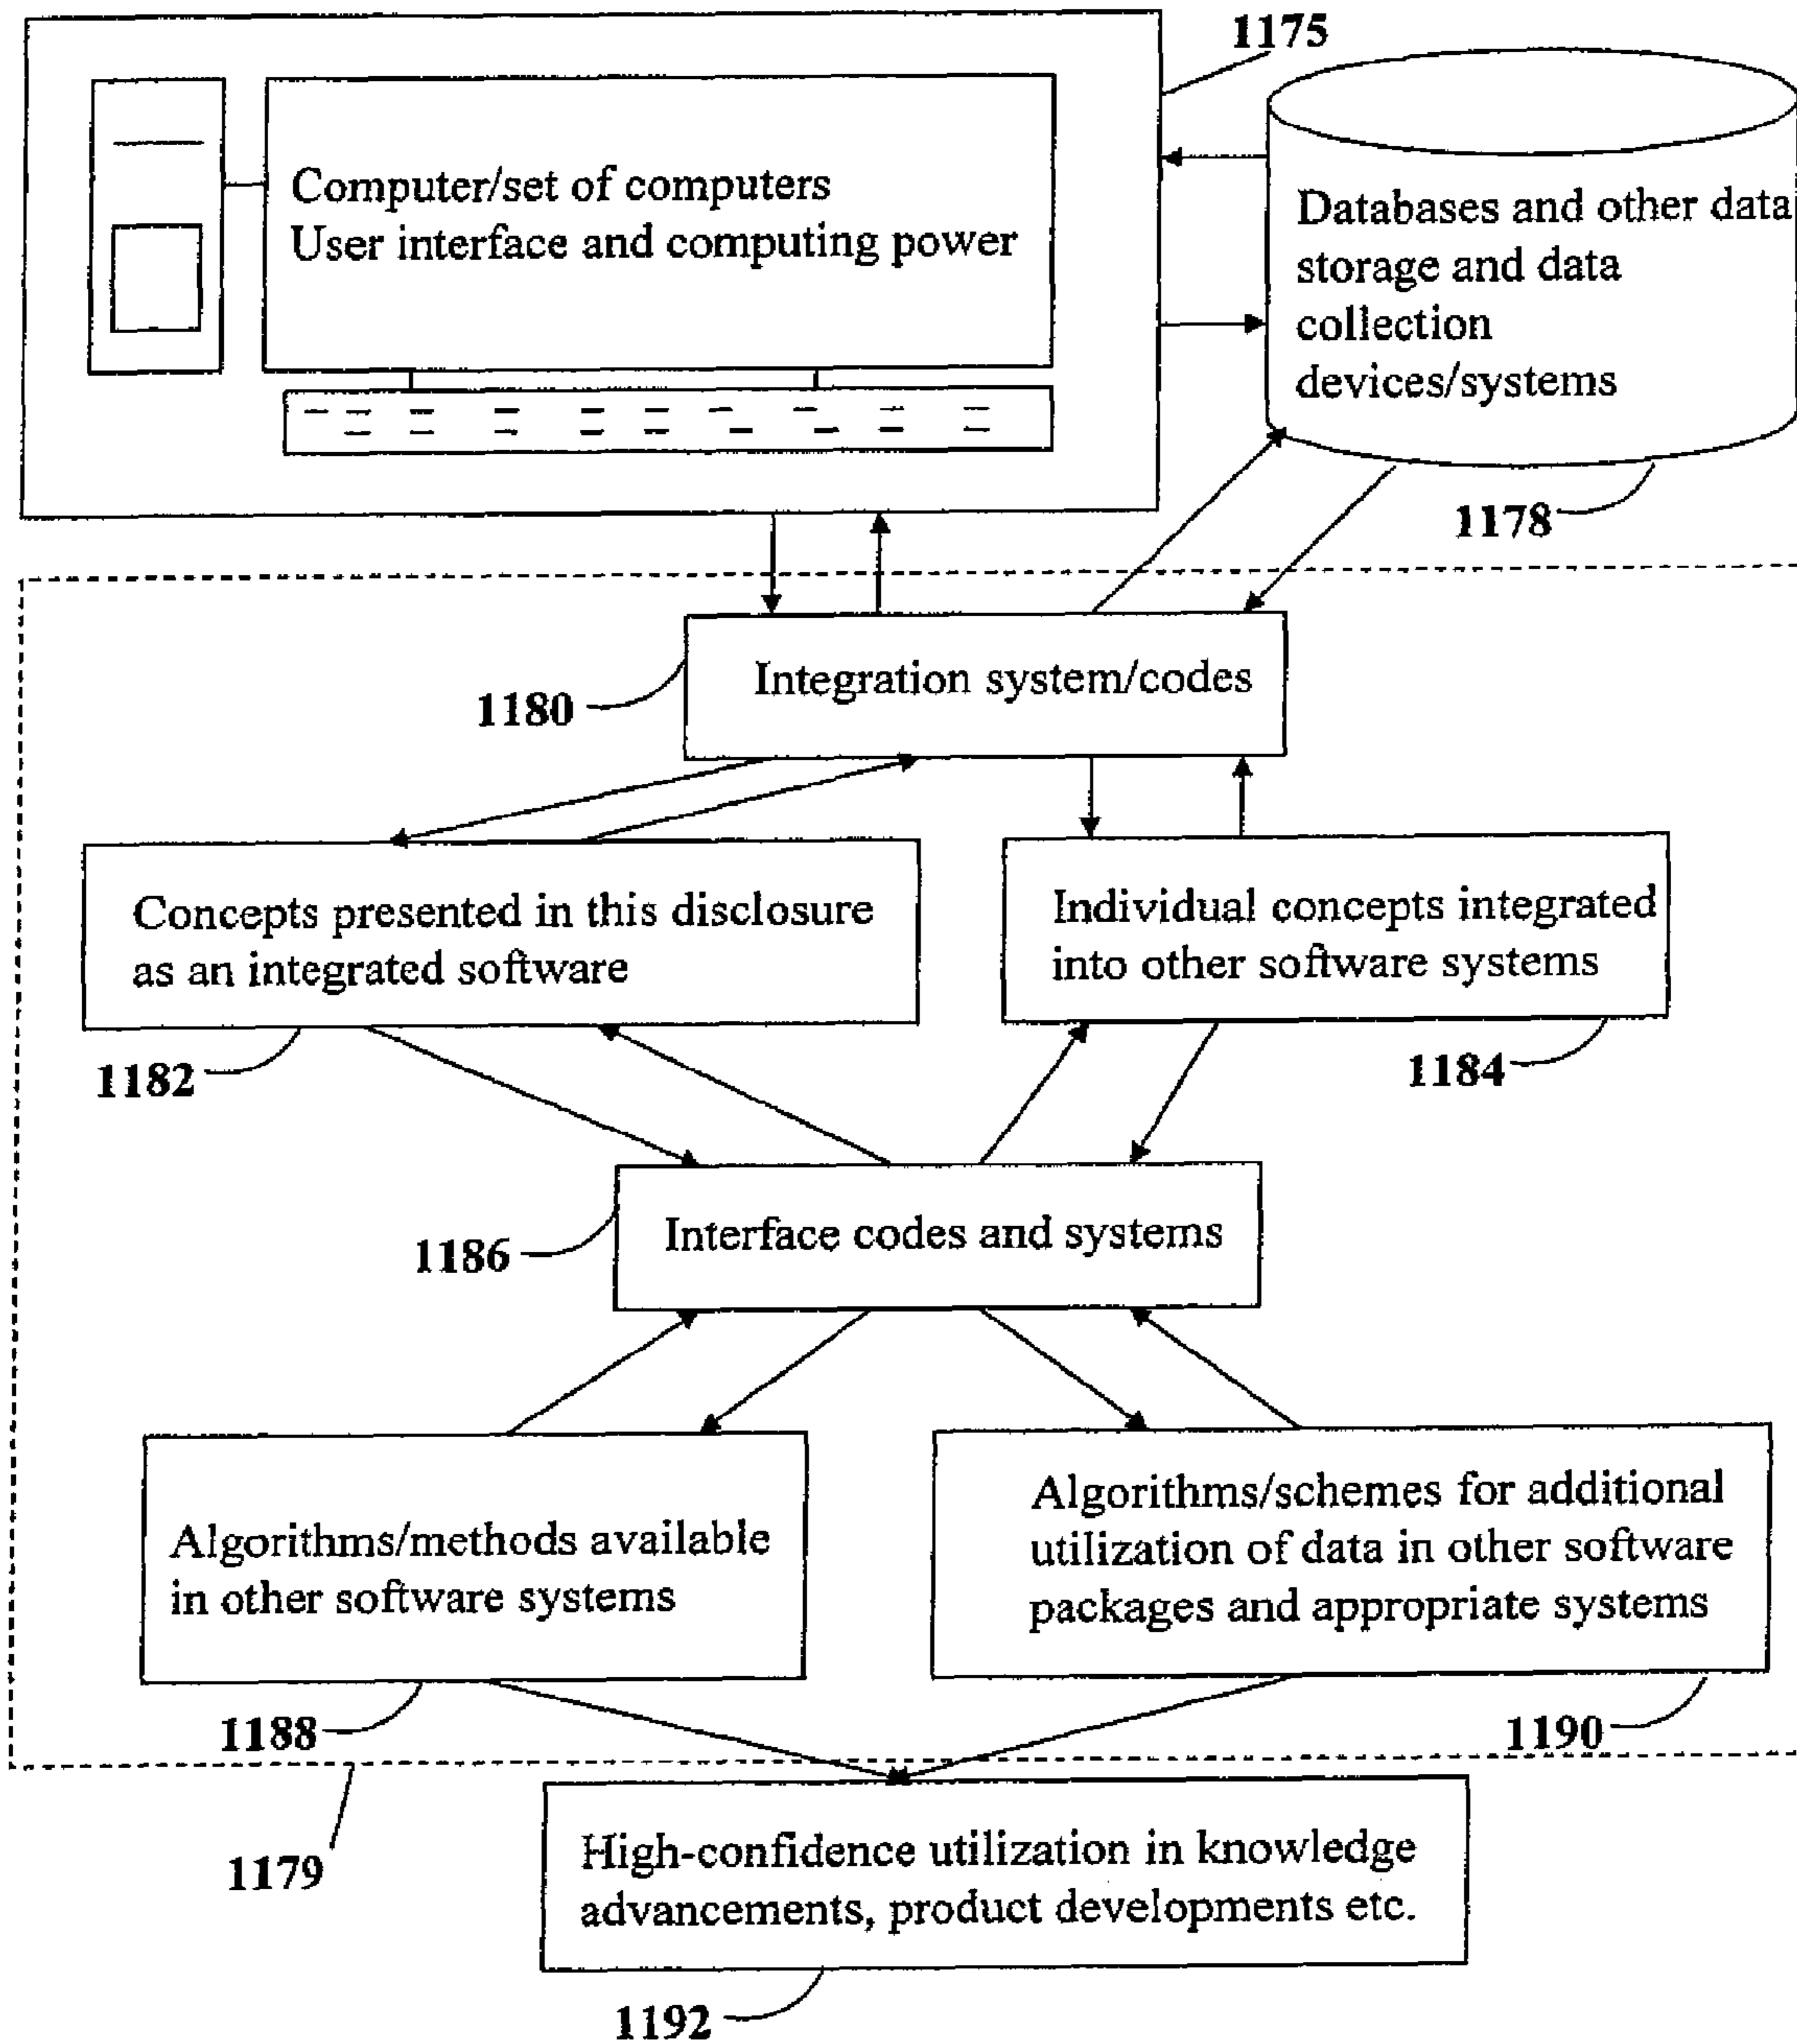 1175
Computer/set of computers
User interface and computing power
Databases and other data
storage and data
collection
devices/systems
1178
Integration system/codes
1180
Concepts presented in this disclosure
as an integrated software
Individual concepts integrated
into other software systems
1182
1184
Interface codes and systems
1186
Algorithms/methods available
in other software systems
Algorithms/schemes for additional
utilization of data in other software
packages and appropriate systems
1188
1190
1179
High-confidence utilization in knowledge
advancements, product developments etc.
1192